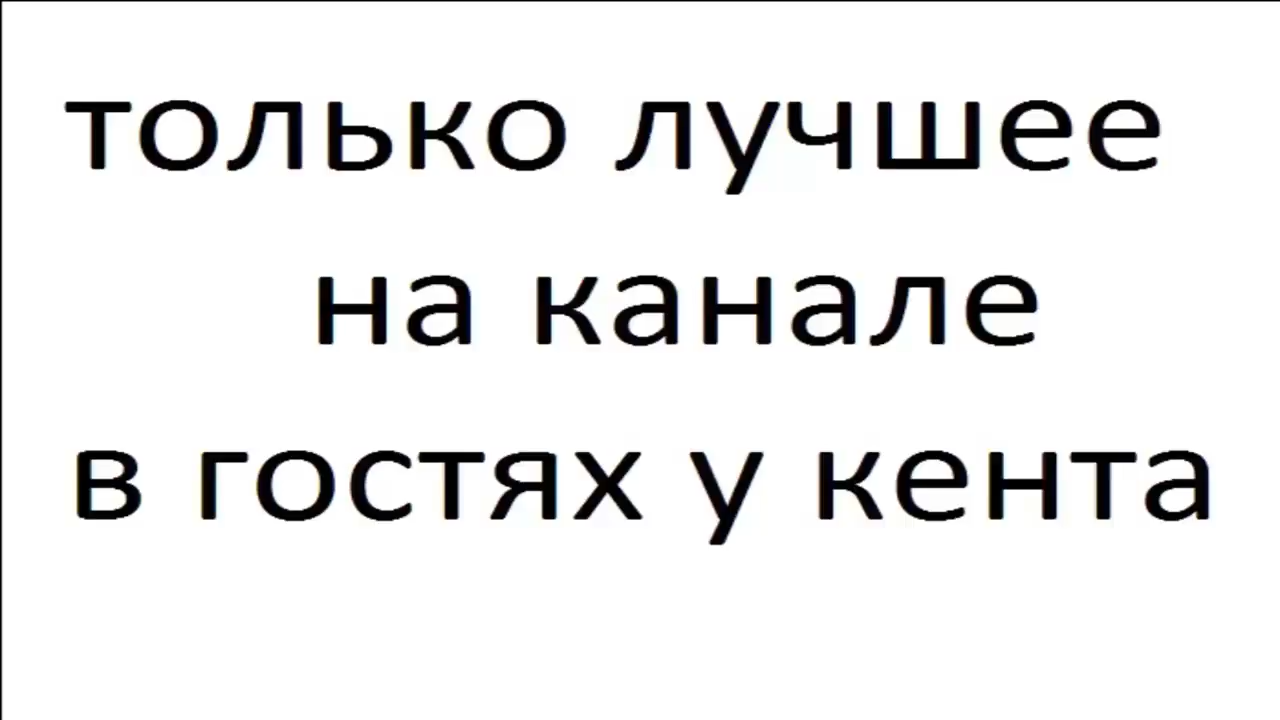 только лучшее
на канале
в гостях у кента